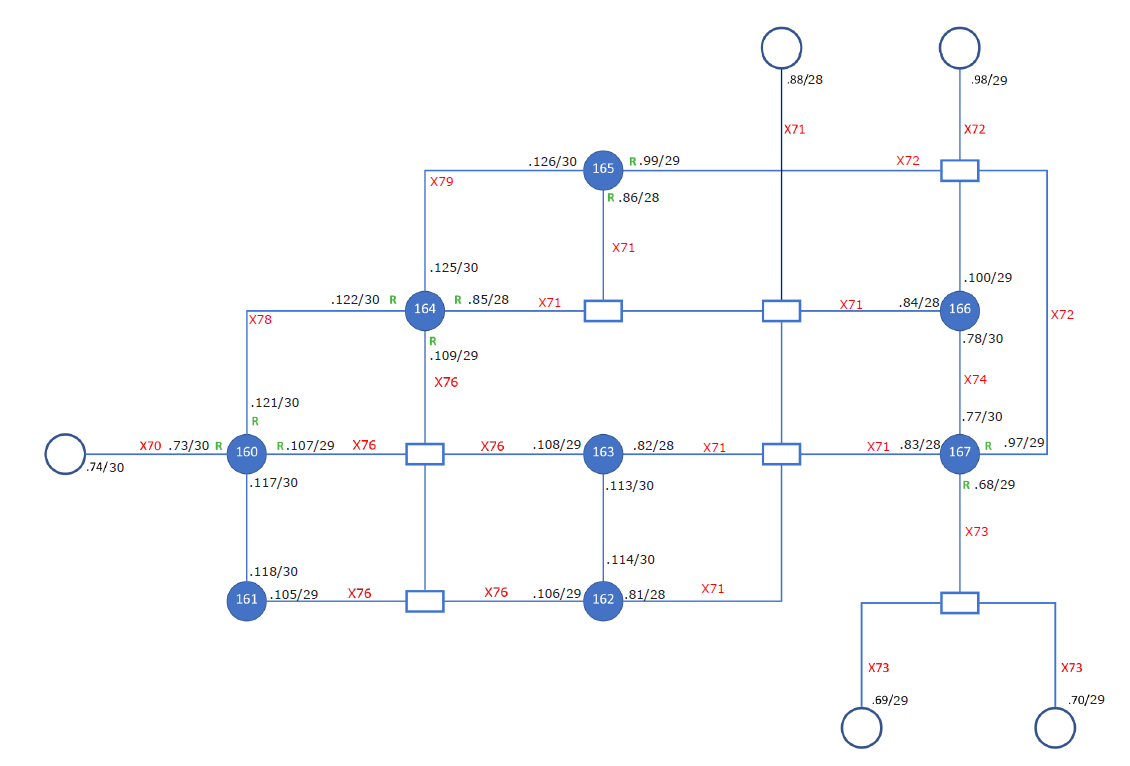 .88/28
.98/29
X71
X72
.126/30
165
R .99/29
X72
X79
R .86/28
X71
.125/30
.100/29
.122/30 R
164
R .85/28
X71
X71
.84/28
166
X72
X78
R
.109/29
.78/30
X76
X74
.121/30
R
.77/30
X70
.73/30
R
160
R .107/29
X76
X76
.108/29
163
.82/28
X71
X71
.83/28
167
R
.97/29
.74/30
.117/30
.113/30
R .68/29
X73
.118/30
.114/30
161
.105/29
X76
X76
.106/29
162
.81/28
X71
X73
X73
.69/29
.70/29